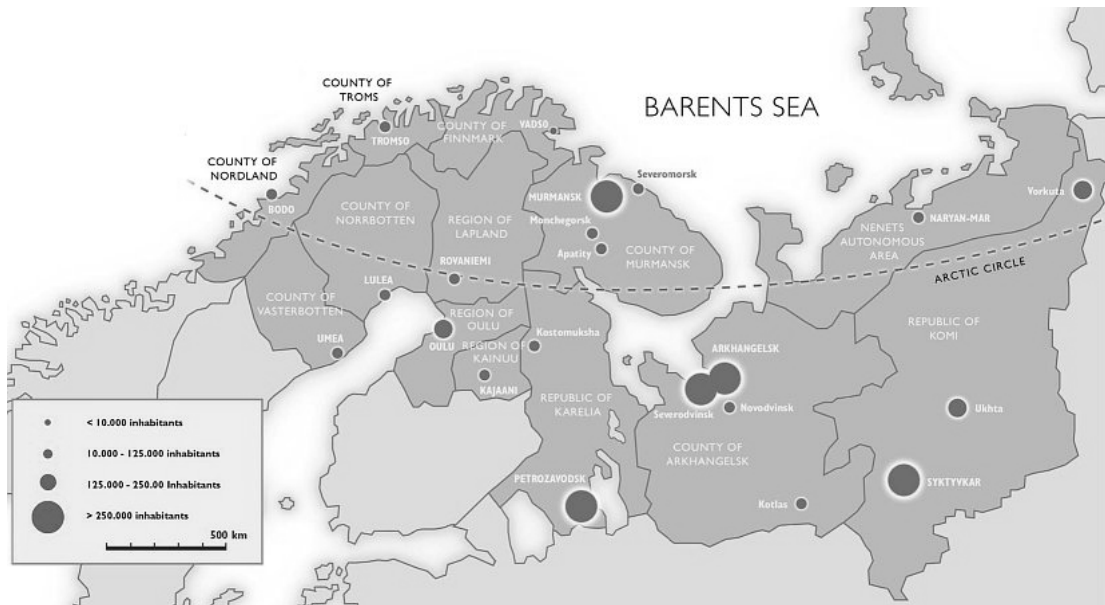 COUNTY OF
TROMS
BARENTS SEA
COUNTY OF
FINNMARK
VADSO
TROMSO
COUNTY OF
NORDLAND
BODO
COUNTY OF
NORRBOTTEN
REGION OF
LAPLAND
MURMANSK
Severomorsk
Monchegorsk
Apatity
COUNTY OF
MURMANSK
Vorkuta
NARYAN-MAR
NENETS
AUTONOMOUS
AREA
ARCTIC CIRCLE
ROVANIEMI
LULEA
COUNTY OF
VASTERBOTTEN
UMEA
REGION OF
OULU
OULU
REGION OF
KAINUU
KAJAANI
Kostomuksha
REPUBLIC OF
KARELIA
REPUBLIC OF
KOMI
ARKHANGELSK
Severodvinsk
Novodvinsk
COUNTY OF
ARKHANGELSK
Ukhta
PETROZAVODSK
Kotlas
SYKTYVKAR
< 10.000 inhabitants
10.000 - 125.000 inhabitants
125.000 - 250.00 Inhabitants
> 250.000 inhabitants
500 km